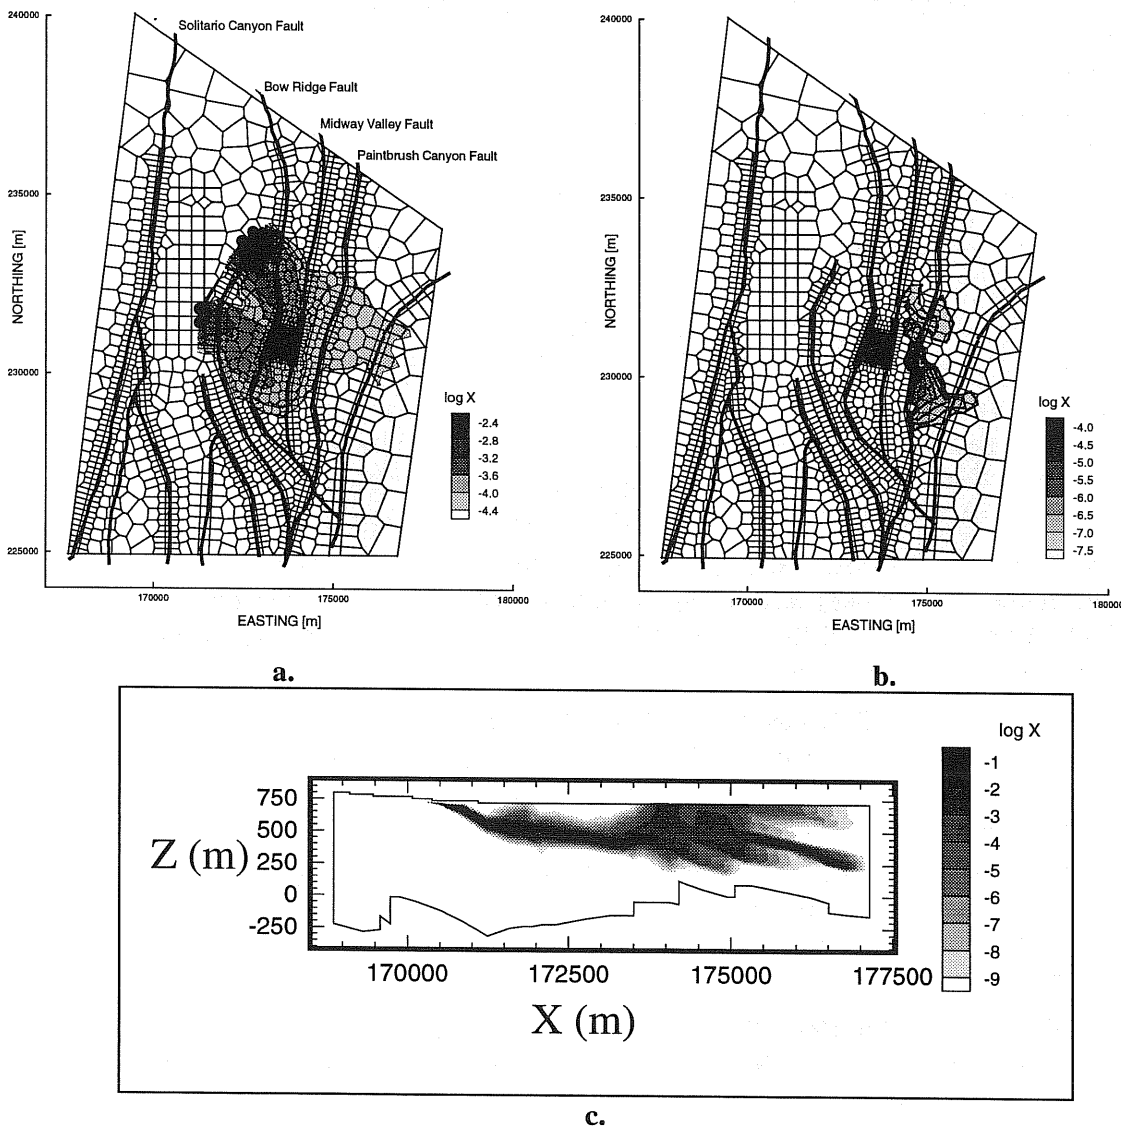 240000
Solitario Canyon Fault
Bow Ridge Fault
Midway Valley Fault
Paintbrush Canyon Fault
235000
NORTHING [m]
230000
225000
log X
-2.4
-2.8
-3.2
-3.6
-4.0
-4.4
170000
175000
180000
EASTING [m]
a.
240000
235000
NORTHING [m]
230000
225000
log X
-4.0
-4.5
-5.0
-5.5
-6.0
-6.5
-7.0
-7.5
170000
175000
180000
EASTING [m]
b.
log X
-1
-2
-3
-4
-5
-6
-7
-8
-9
750
500
Z (m)
250
0
-250
170000
172500
175000
177500
X (m)
c.